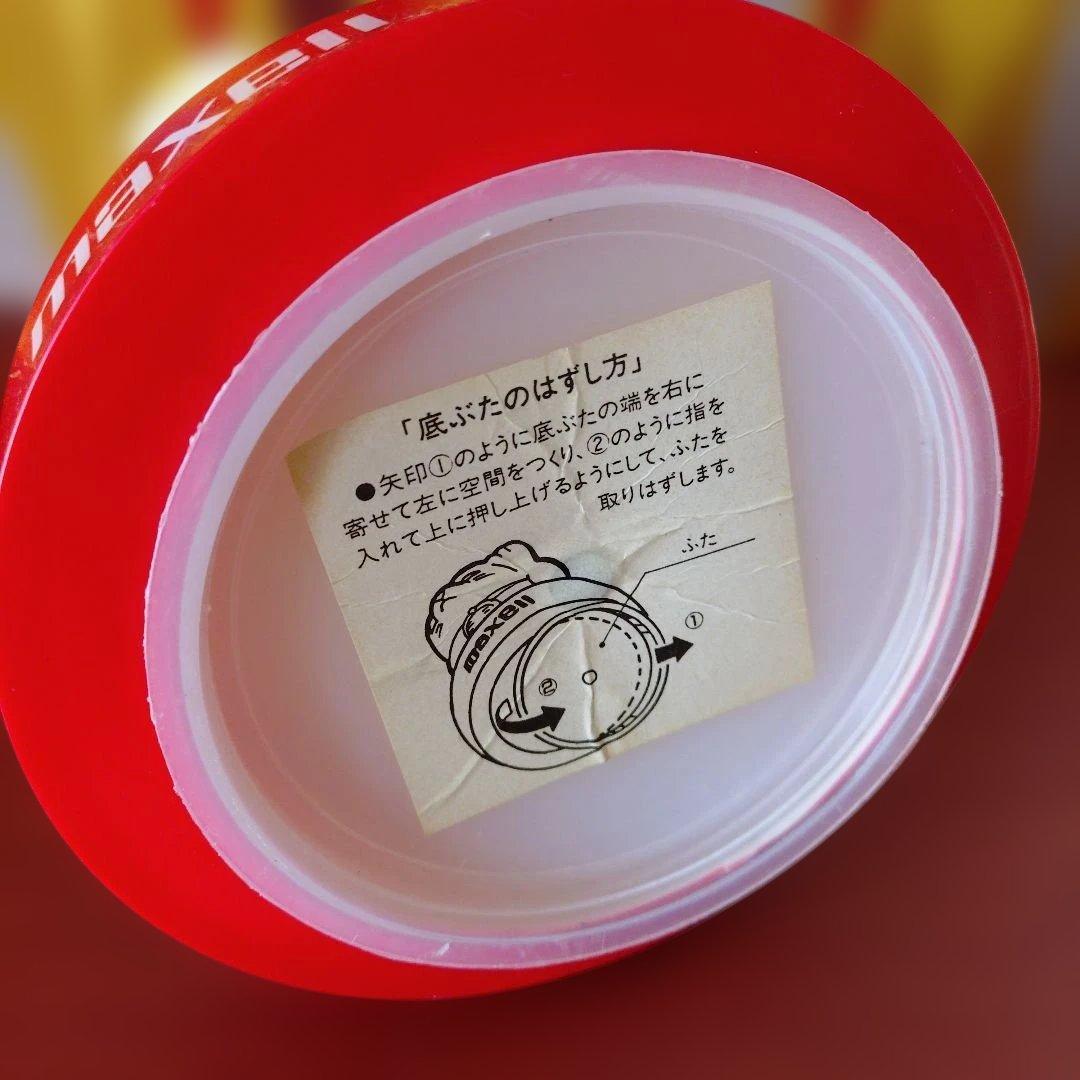 maxell
「底ぶたのはずし方」
●矢印①のように底ぶたの端を右に
寄せて左に空間をつくり、②のように指を
入れて上に押し上げるようにして、ふたを
取りはずします。
ふた
maxell
①
②